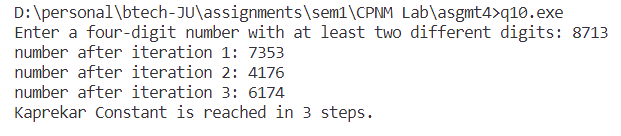 D:\personal\btech-JU\assignments\sem1\CPNM Lab\asgmt4>q10.exe
Enter a four-digit number with at least two different digits: 8713
number after iteration 1: 7353
number after iteration 2: 4176
number after iteration 3: 6174
Kaprekar Constant is reached in 3 steps.